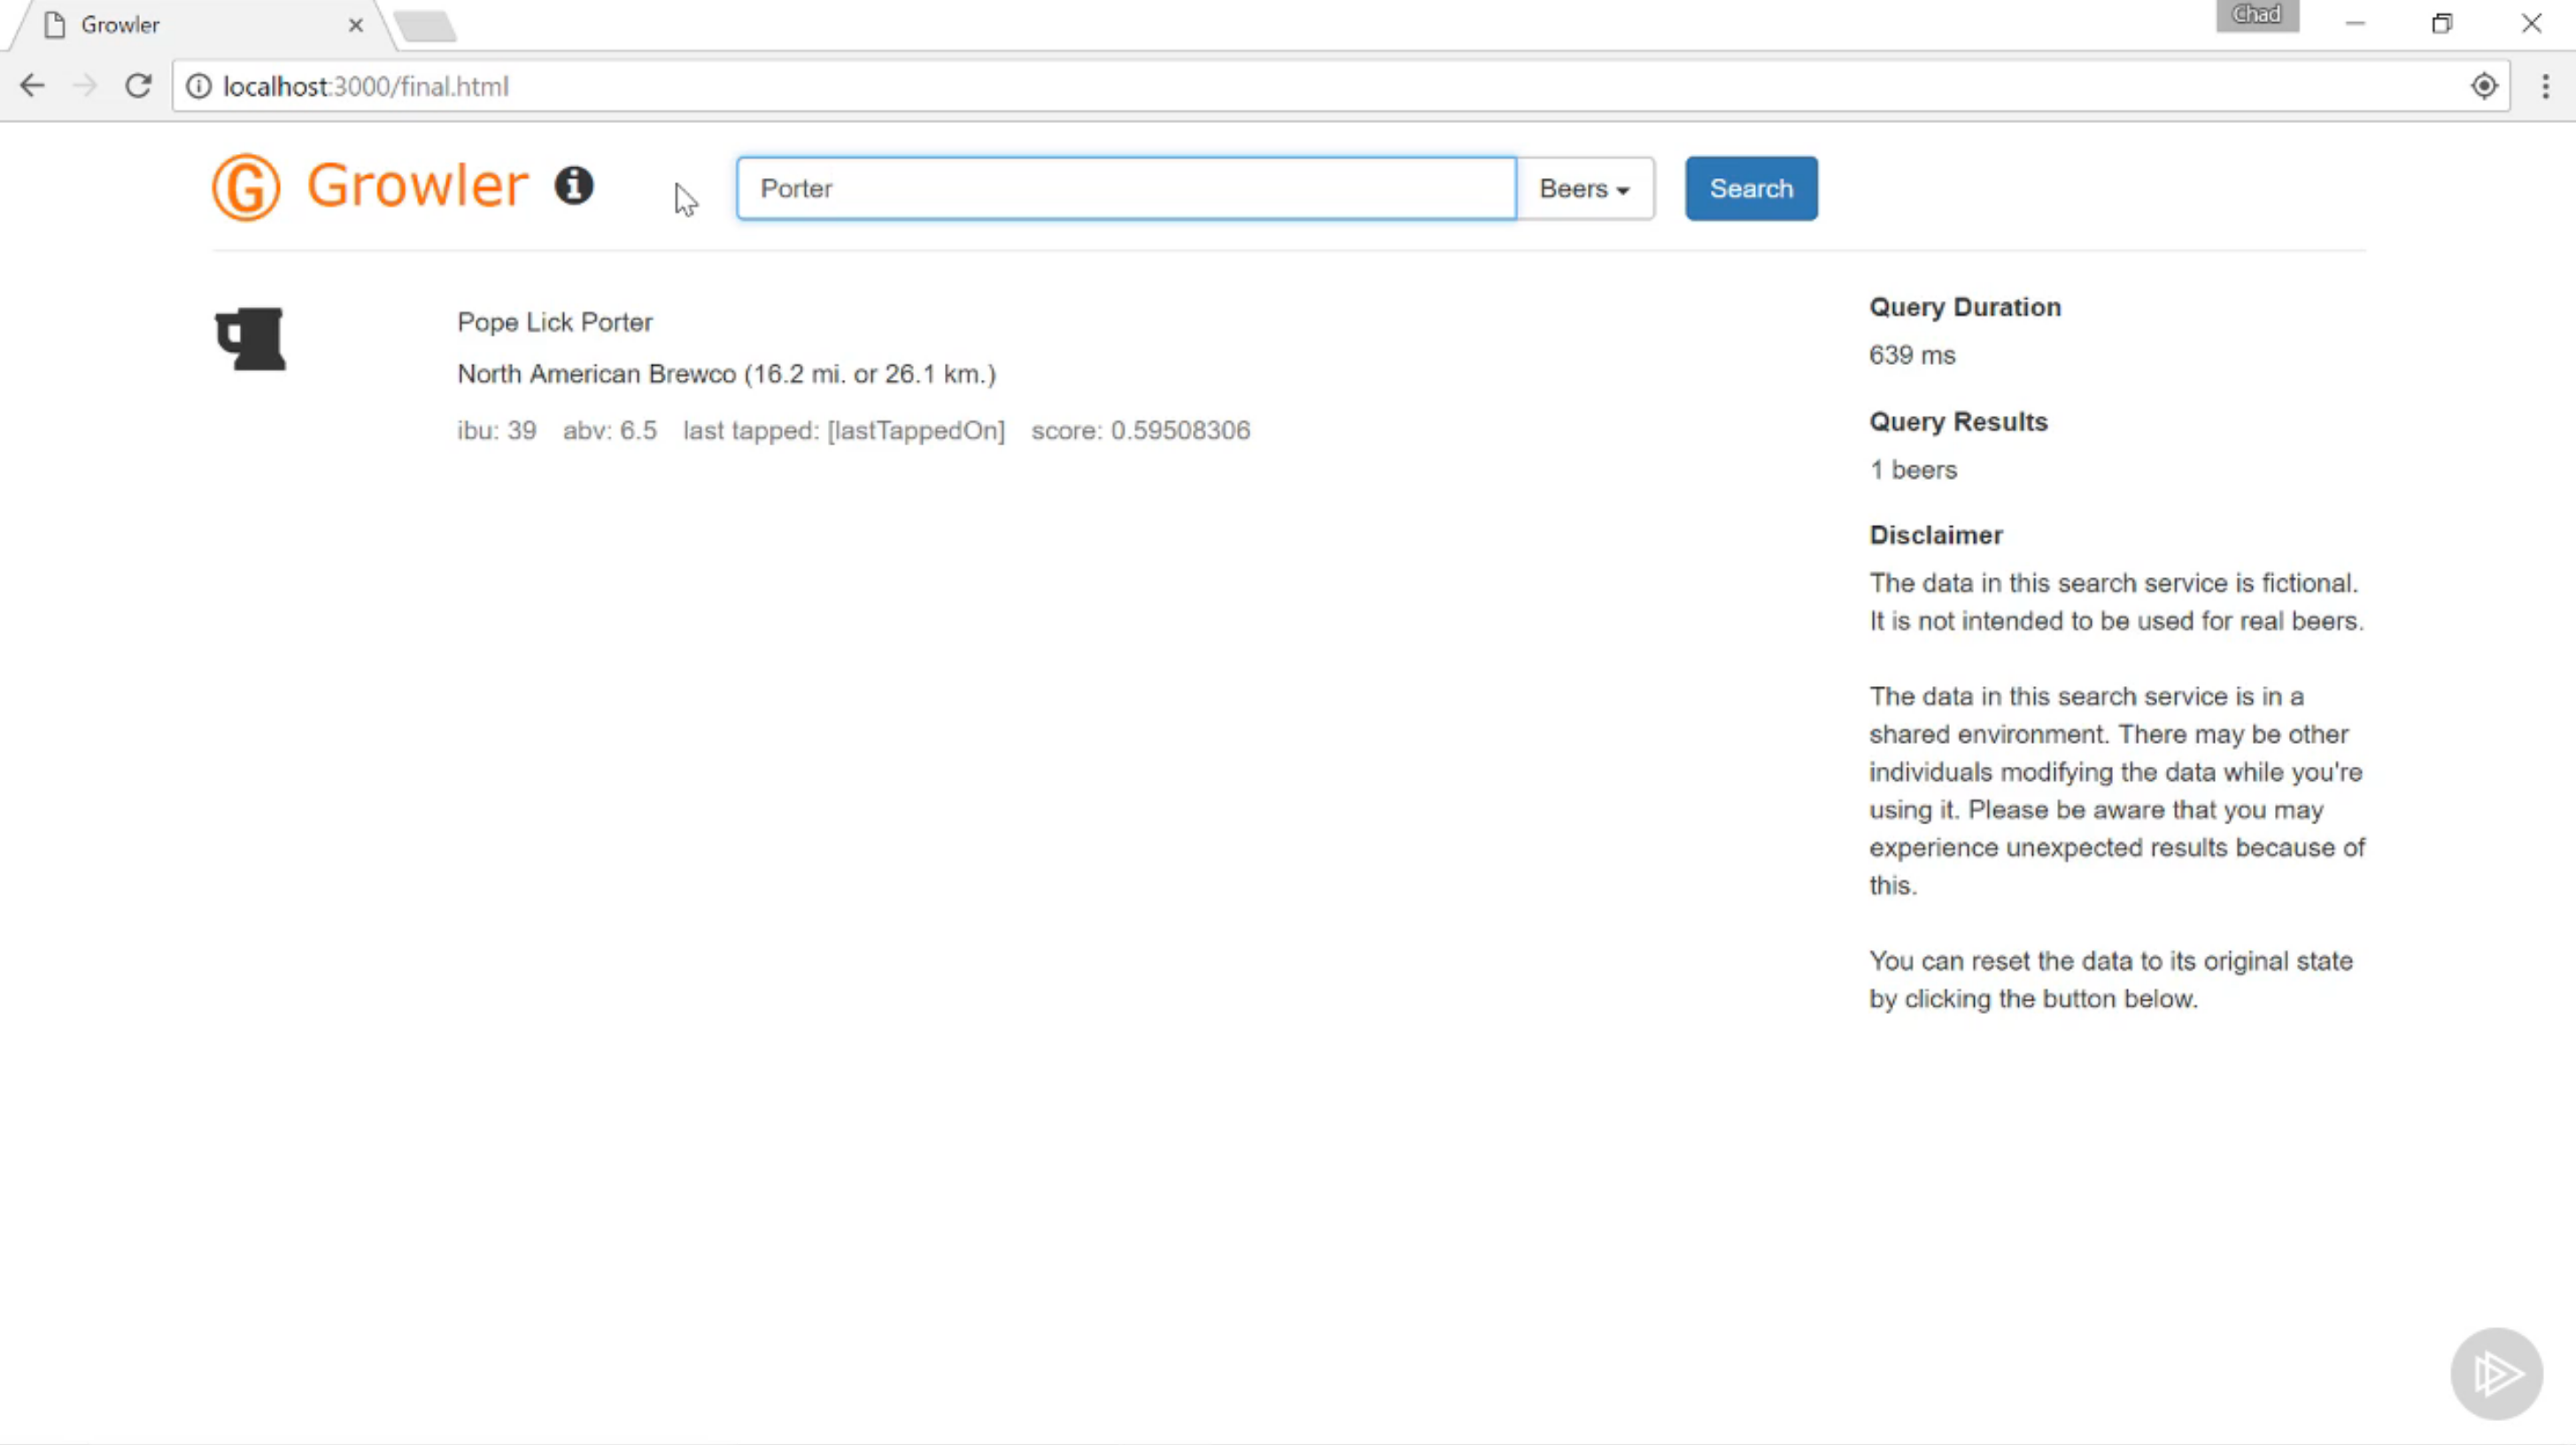 Growler
Chad
localhost:3000/final.html
G Growler
Porter
Beers
Search
Pope Lick Porter
North American Brewco (16.2 mi. or 26.1 km.)
ibu: 39 abv: 6.5 last tapped: [lastTappedOn] score: 0.59508306
Query Duration
639 ms
Query Results
1 beers
Disclaimer
The data in this search service is fictional.
It is not intended to be used for real beers.
The data in this search service is in a
shared environment. There may be other
individuals modifying the data while you're
using it. Please be aware that you may
experience unexpected results because of
this.
You can reset the data to its original state
by clicking the button below.